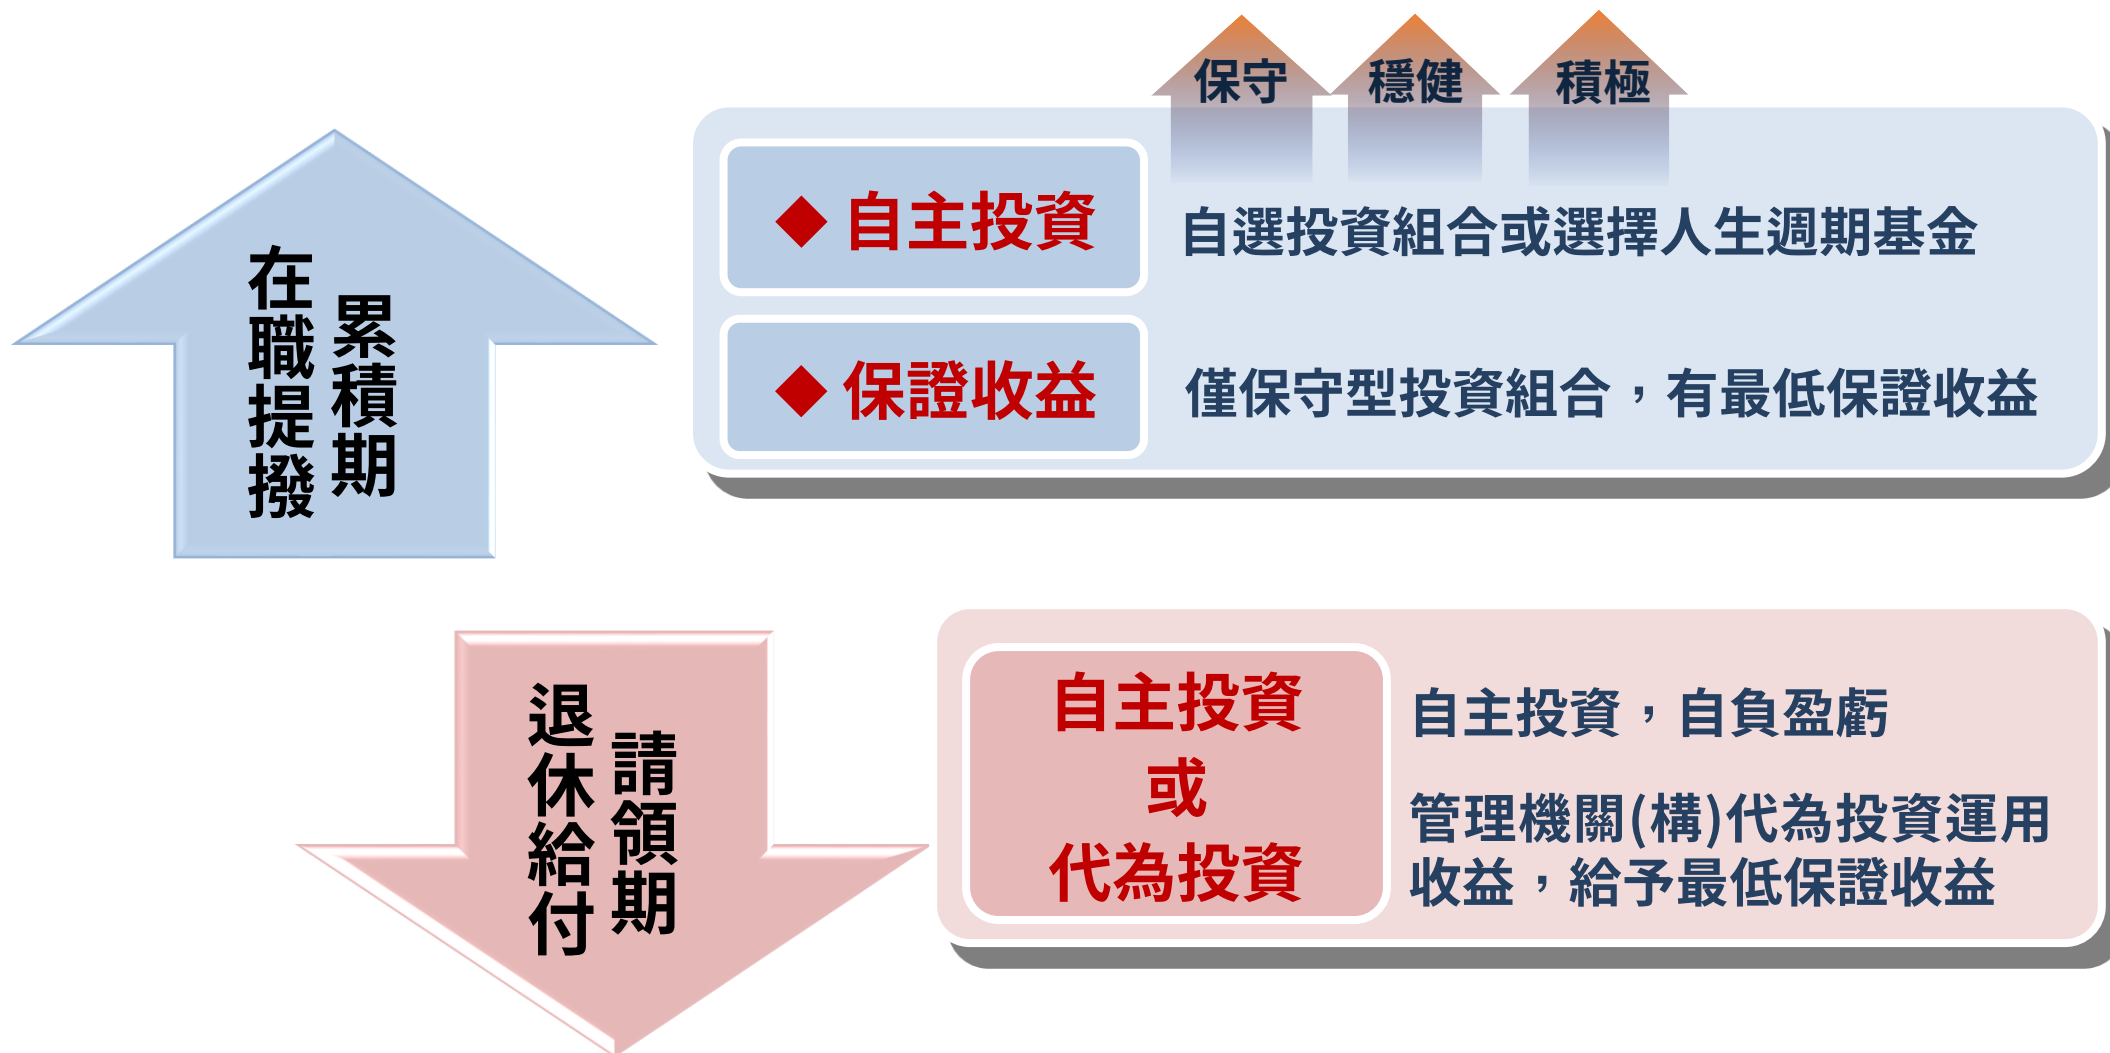 保守
穩健
積極
累積期
在職提撥
◆ 自主投資
自選投資組合或選擇人生週期基金
◆ 保證收益
僅保守型投資組合，有最低保證收益
請領期
退休給付
自主投資
或
代為投資
自主投資，自負盈虧
管理機關(構)代為投資運用
收益，給予最低保證收益